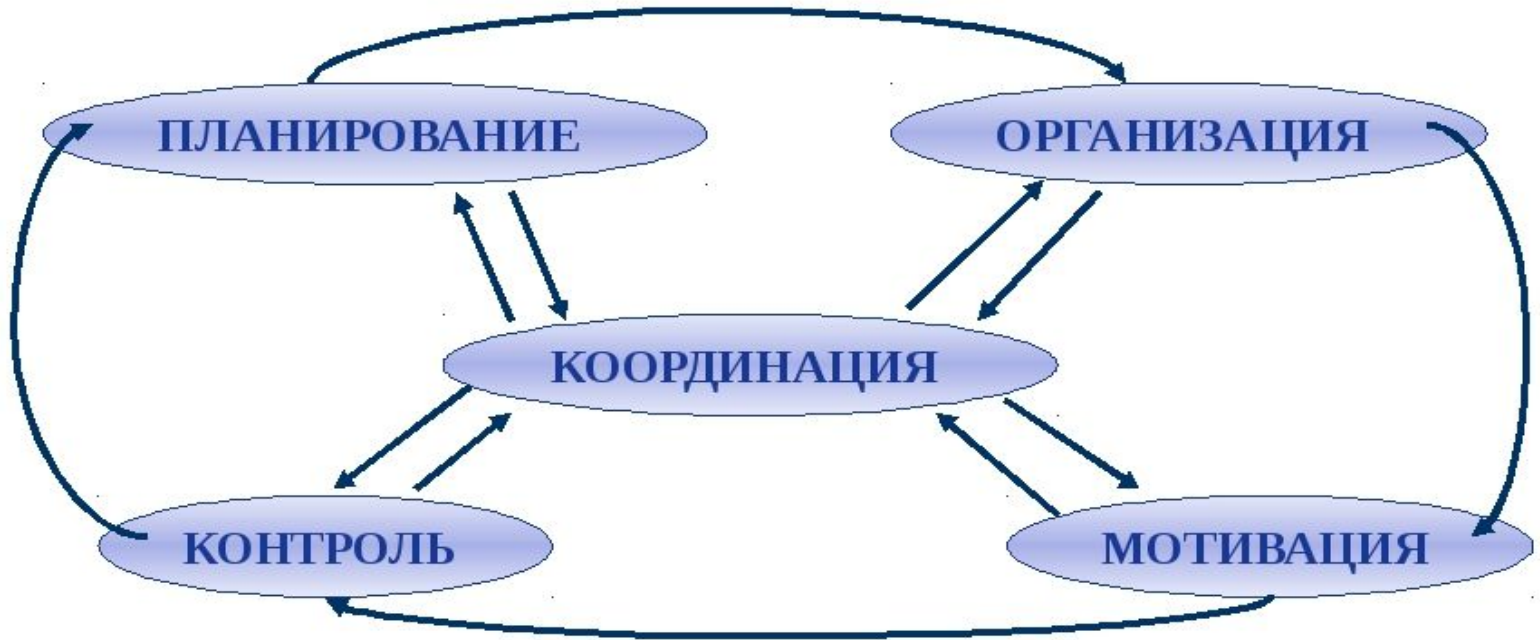 ПЛАНИРОВАНИЕ
ОРГАНИЗАЦИЯ
КООРДИНАЦИЯ
КОНТРОЛЬ
МОТИВАЦИЯ